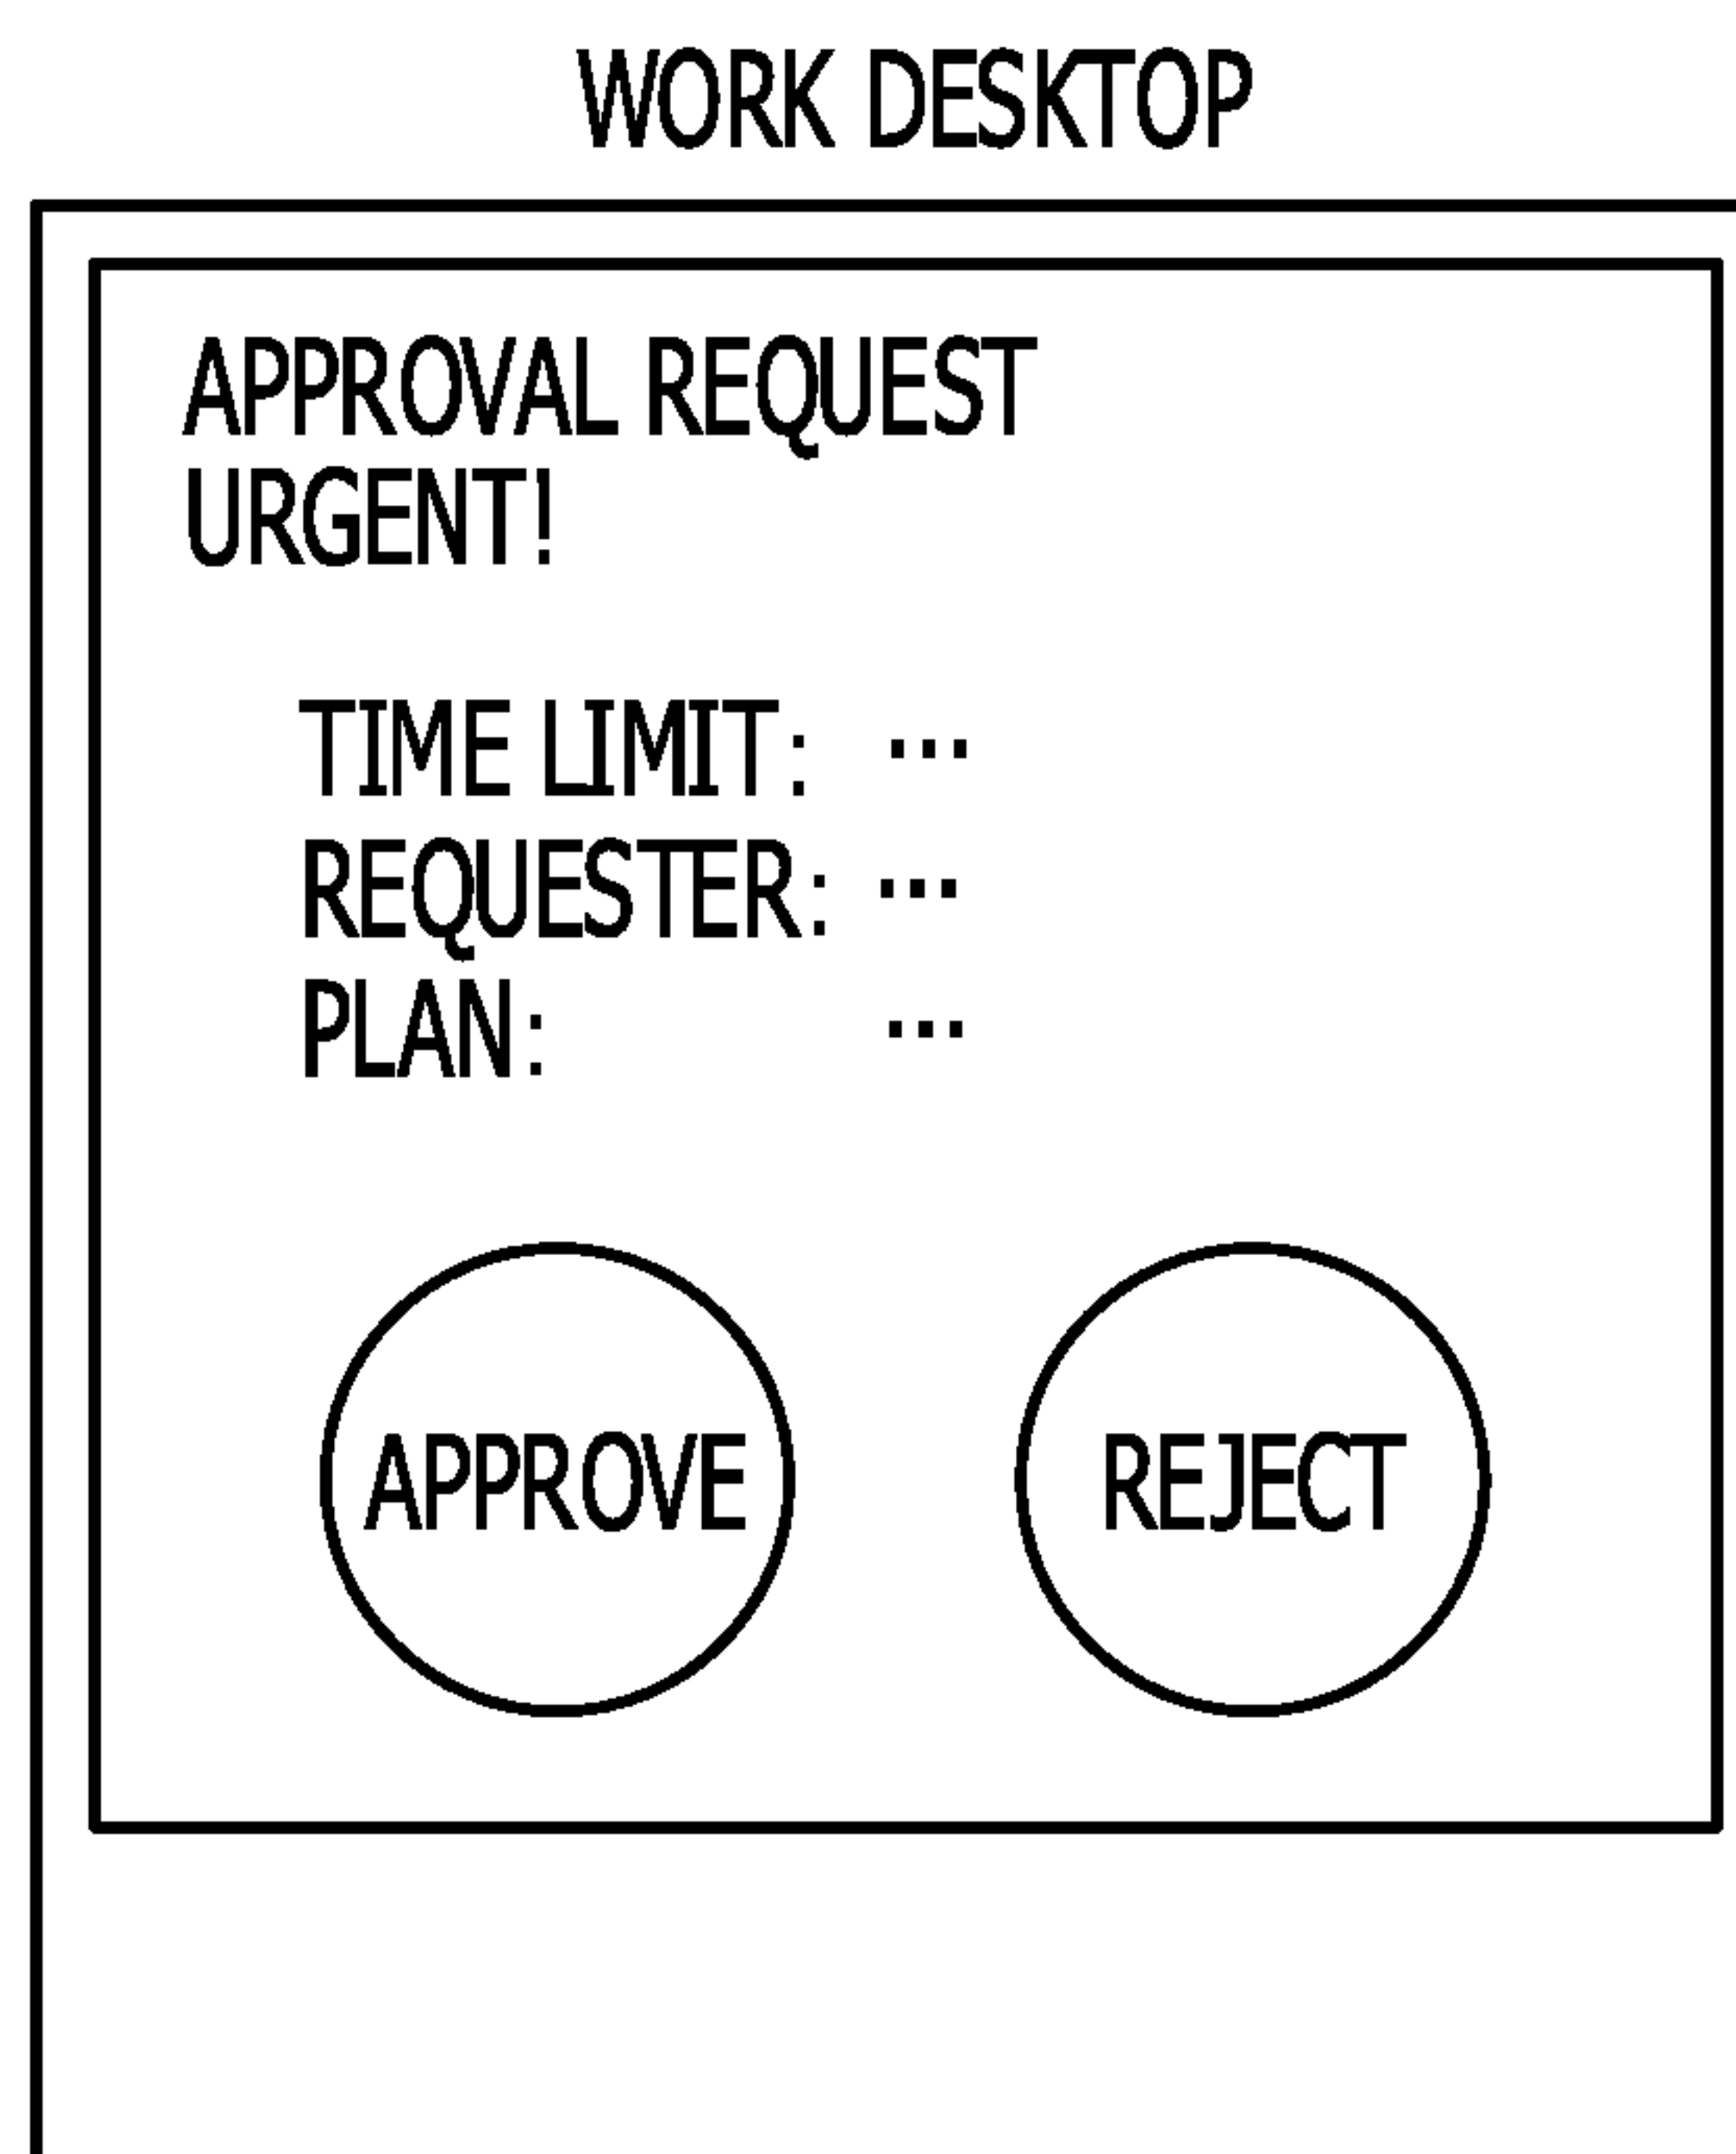 WORK DESKTOP
APPROVAL REQUEST
URGENT!
TIME LIMIT: ...
REQUESTER: ...
PLAN: ...
APPROVE
REJECT